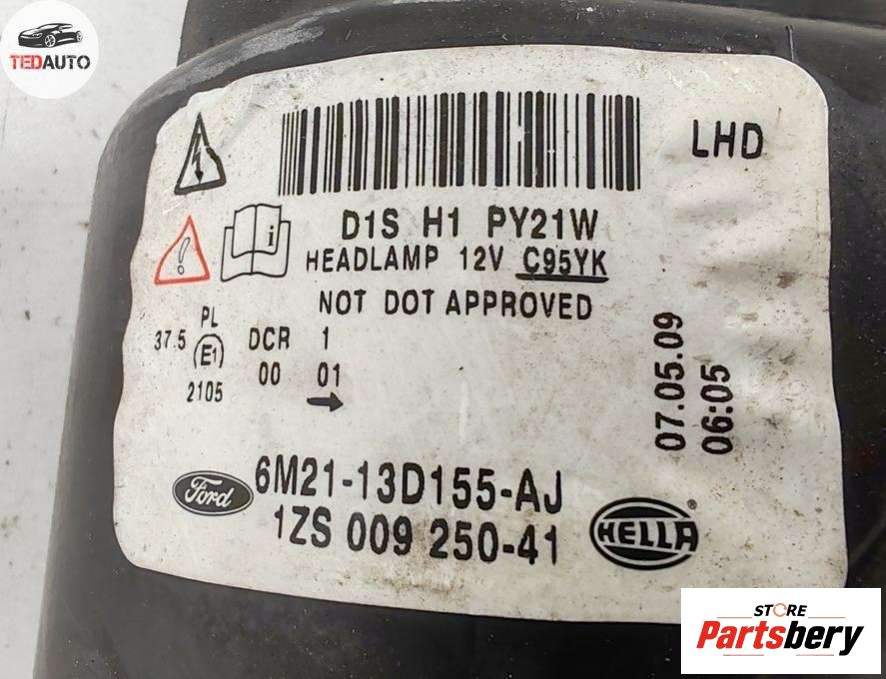 TEDAUTO
LHD
D1S H1 PY21W
HEADLAMP 12V C95YK
NOT DOT APPROVED
PL
37.5 E1 DCR 1
2105 00 01
07.05.09
06:05
Ford 6M21-13D155-AJ
1ZS 009 250-41 HELLA®
STORE
Partsbery